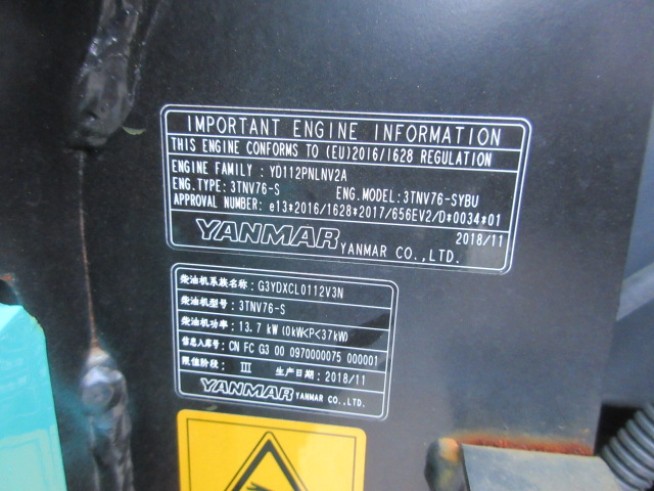 IMPORTANT ENGINE INFORMATION
THIS ENGINE CONFORMS TO (EU)2016/1628 REGULATION
ENGINE FAMILY : YD112PNLNV2A
ENG.TYPE: 3TNV76-S ENG.MODEL: 3TNV76-SYBU
APPROVAL NUMBER: e13*2016/1628*2017/656EV2/D*0034*01
2018/11
YANMAR YANMAR CO.,LTD.
柴油机系族名称: G3YDXCL0112V3N
柴油机型号: 3TNV76-S
柴油机功率: 13.7 kW (0kW<P<37kW)
信息入库号: CN FC G3 00 0970000075 000001
限值阶段: III 生产日期: 2018/11
YANMAR YANMAR CO.,LTD.